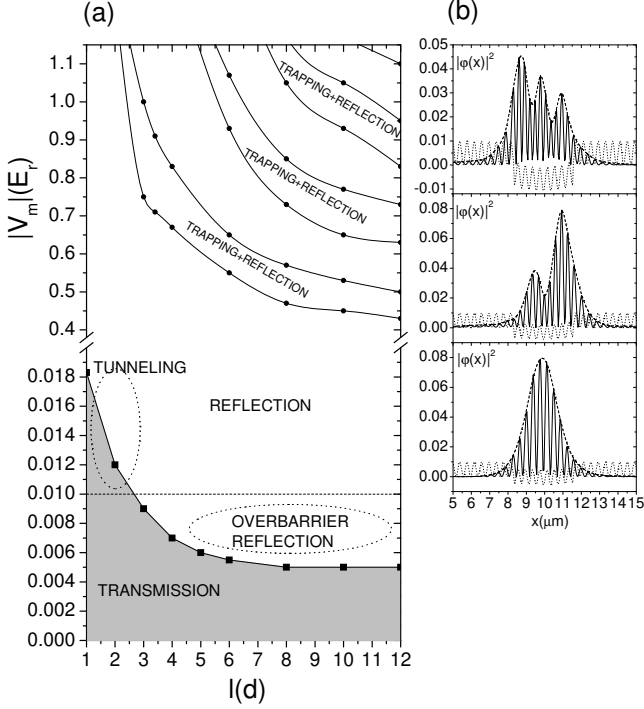 (a)
|V_m|(E_r)
1.1
1.0
0.9
0.8
0.7
0.6
0.5
0.4
0.018
0.016
0.014
0.012
0.010
0.008
0.006
0.004
0.002
0.000
TRAPPING+REFLECTION
TRAPPING+REFLECTION
TRAPPING+REFLECTION
TUNNELING
REFLECTION
OVERBARRIER
REFLECTION
TRANSMISSION
1 2 3 4 5 6 7 8 9 10 11 12
l(d)
(b)
0.05
0.04
0.03
0.02
0.01
0.00
-0.01
|φ(x)|²
0.08
0.06
0.04
0.02
0.00
|φ(x)|²
0.08
0.06
0.04
0.02
0.00
|φ(x)|²
5 6 7 8 9 10 11 12 13 14 15
x(μm)